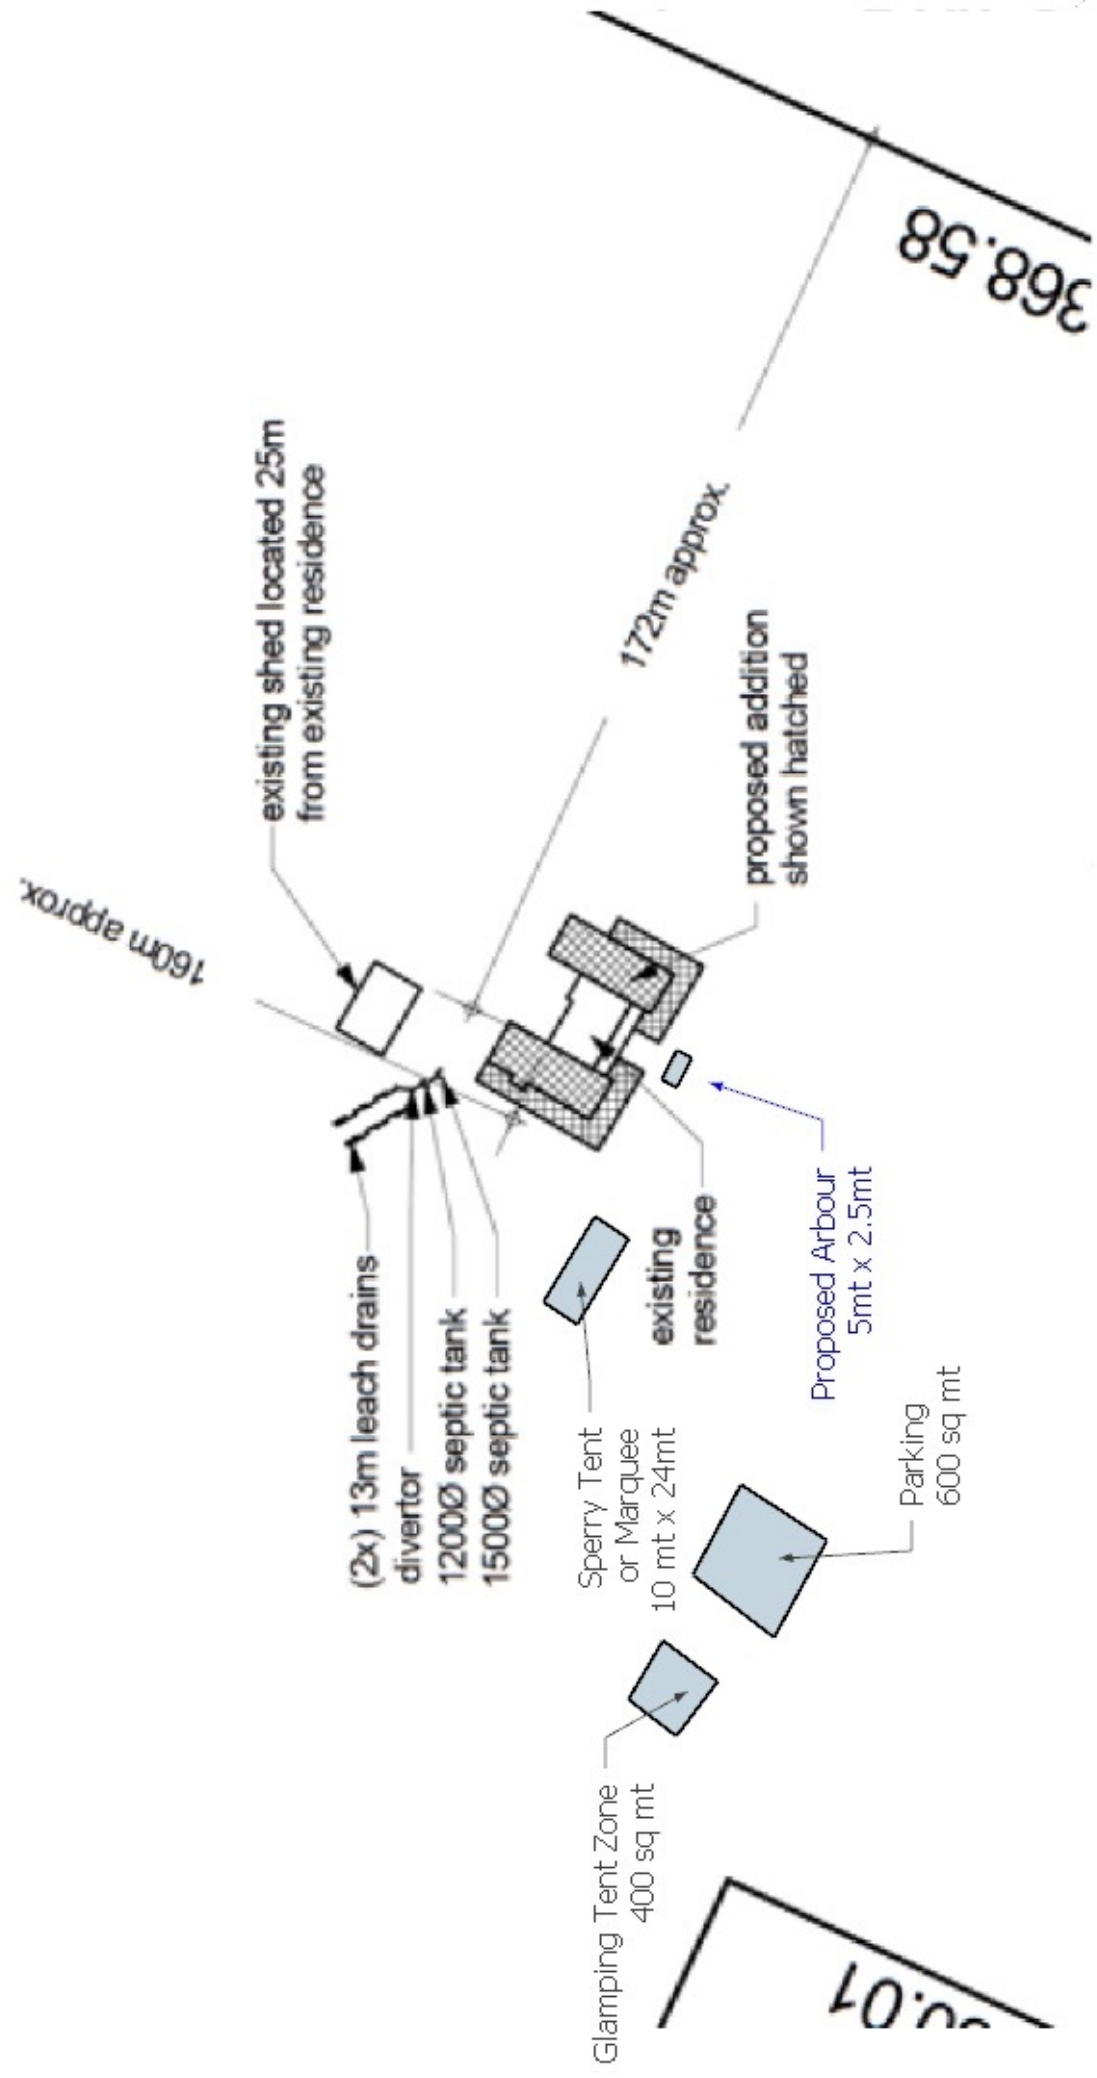 160m approx.
existing shed located 25m
from existing residence
368.58
172m approx.
proposed addition
shown hatched
(2x) 13m leach drains
divertor
1200Ø septic tank
1500Ø septic tank
existing
residence
Proposed Arbour
5mt x 2.5mt
Sperry Tent
or Marquee
10 mt x 24mt
Parking
600 sq mt
Glamping Tent Zone
400 sq mt